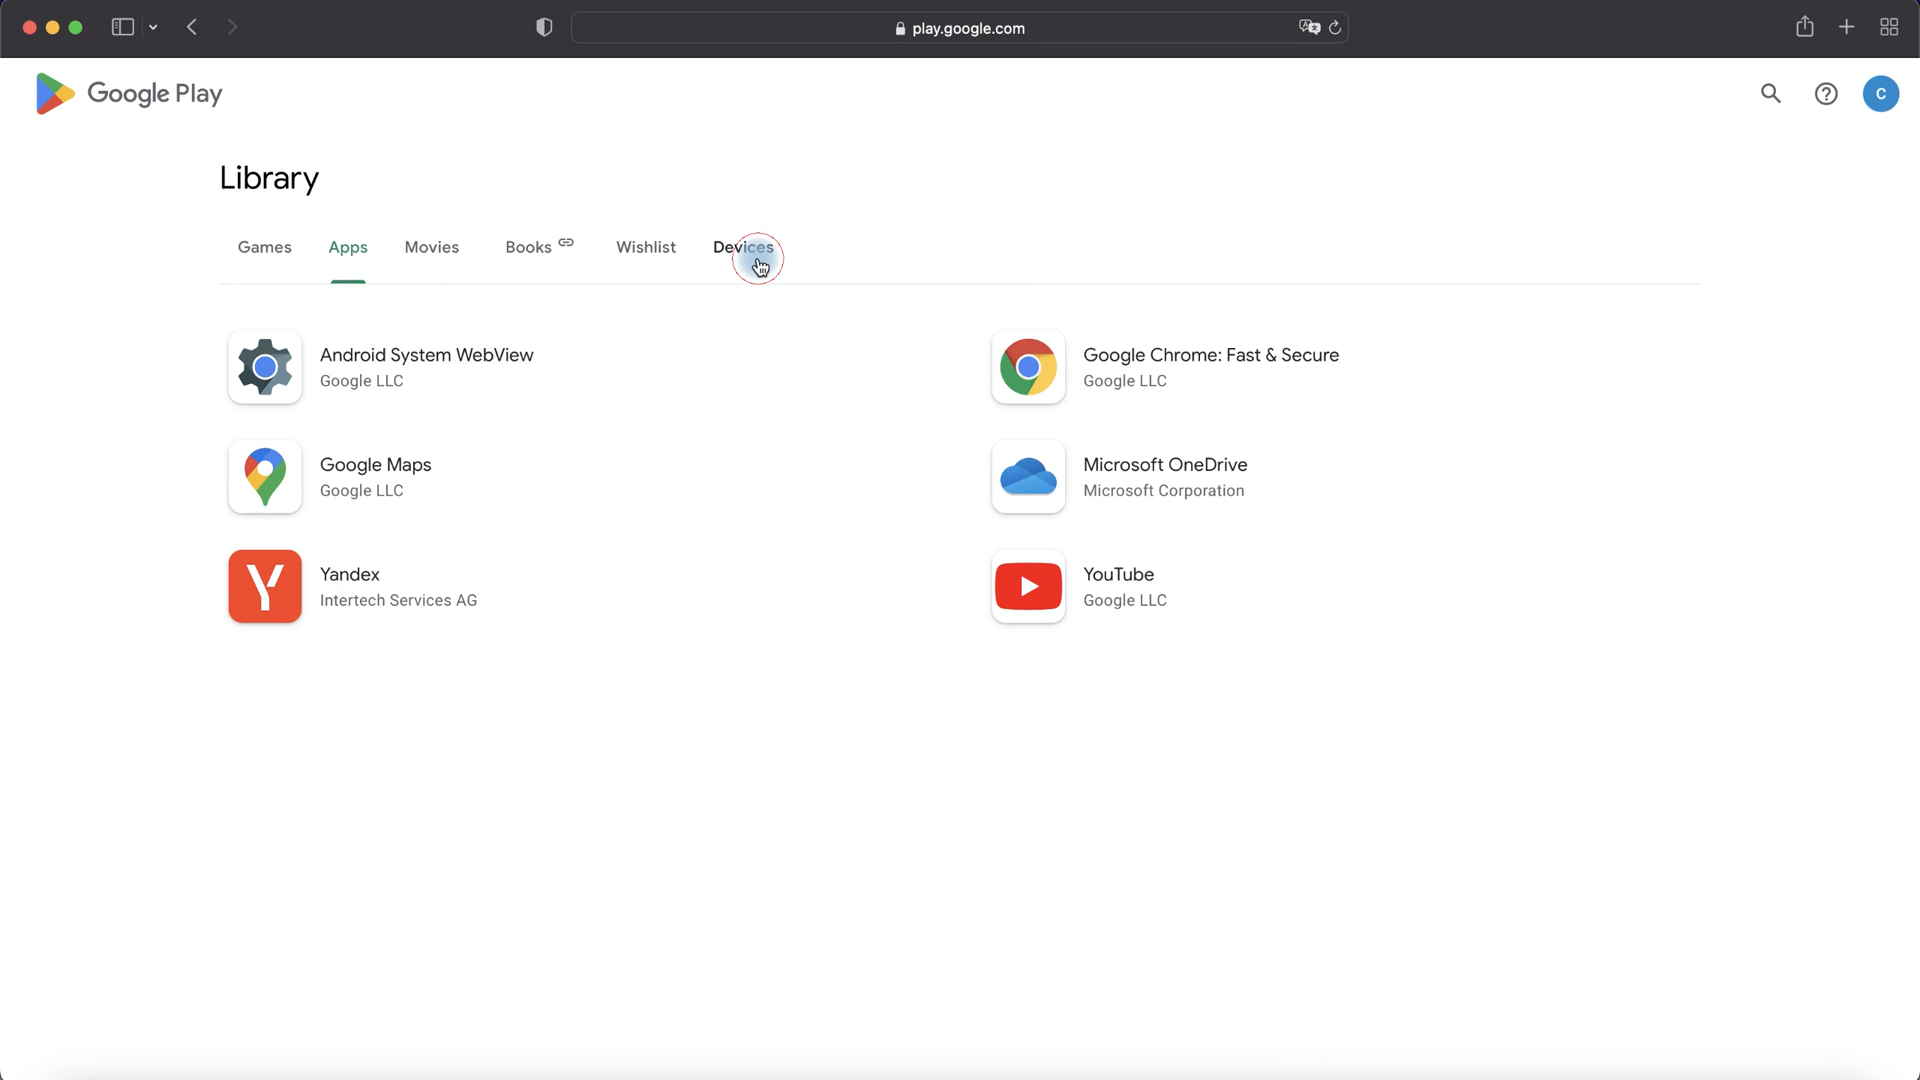 play.google.com
Google Play
C
Library
Games Apps Movies Books Wishlist Devices
Android System WebView
Google LLC
Google Chrome: Fast & Secure
Google LLC
Google Maps
Google LLC
Microsoft OneDrive
Microsoft Corporation
Yandex
Intertech Services AG
YouTube
Google LLC